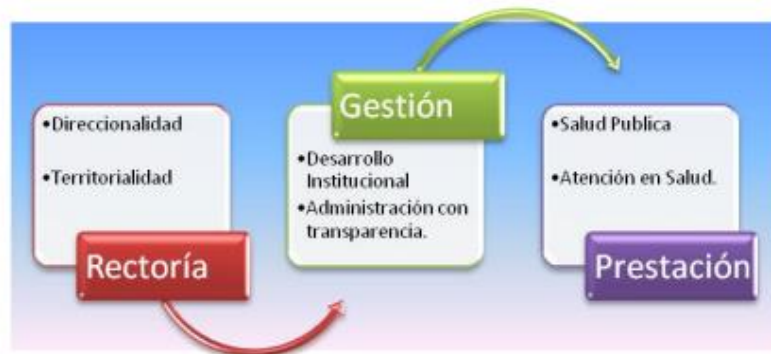 •Direccionalidad
•Territorialidad
Rectoría
Gestión
•Desarrollo
Institucional
•Administración con
transparencia.
•Salud Publica
•Atención en Salud.
Prestación